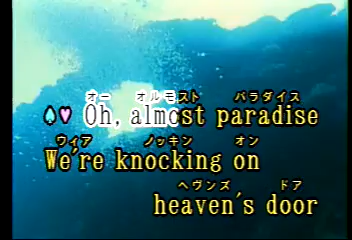 オー オルモスト パラダイス
♠♥ Oh, almost paradise
ウィア ノッキン オン
We're knocking on
ヘヴンズ ドア
heaven's door